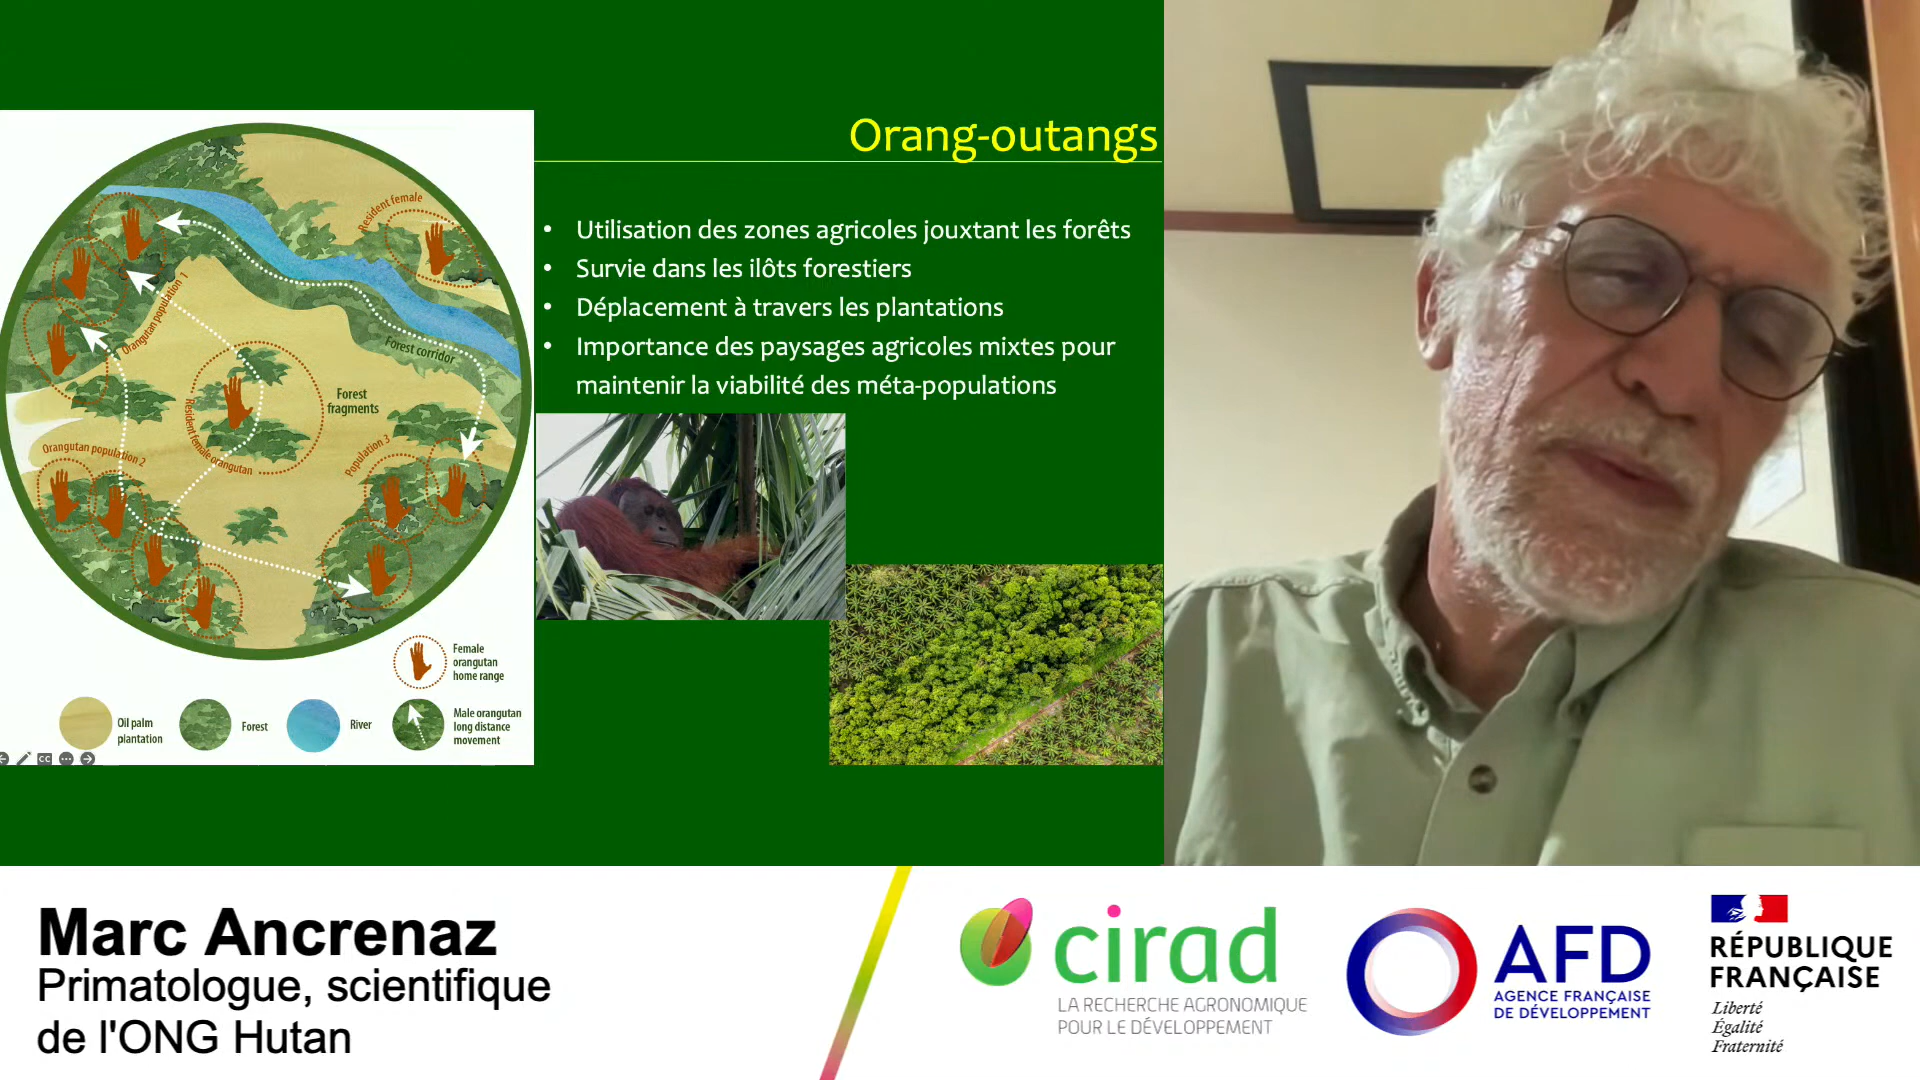 Orang-outangs
• Utilisation des zones agricoles jouxtant les forêts
• Survie dans les ilôts forestiers
• Déplacement à travers les plantations
• Importance des paysages agricoles mixtes pour
maintenir la viabilité des méta-populations
Resident female
Orangutan population 1
Forest corridor
Forest
fragments
Resident female orangutan
Orangutan population 2
Population 3
Female
orangutan
home range
Oil palm
plantation
Forest
River
Male orangutan
long distance
movement
CC
Marc Ancrenaz
Primatologue, scientifique
de l'ONG Hutan
cirad
LA RECHERCHE AGRONOMIQUE
POUR LE DÉVELOPPEMENT
AFD
AGENCE FRANÇAISE
DE DÉVELOPPEMENT
RÉPUBLIQUE
FRANÇAISE
Liberté
Égalité
Fraternité